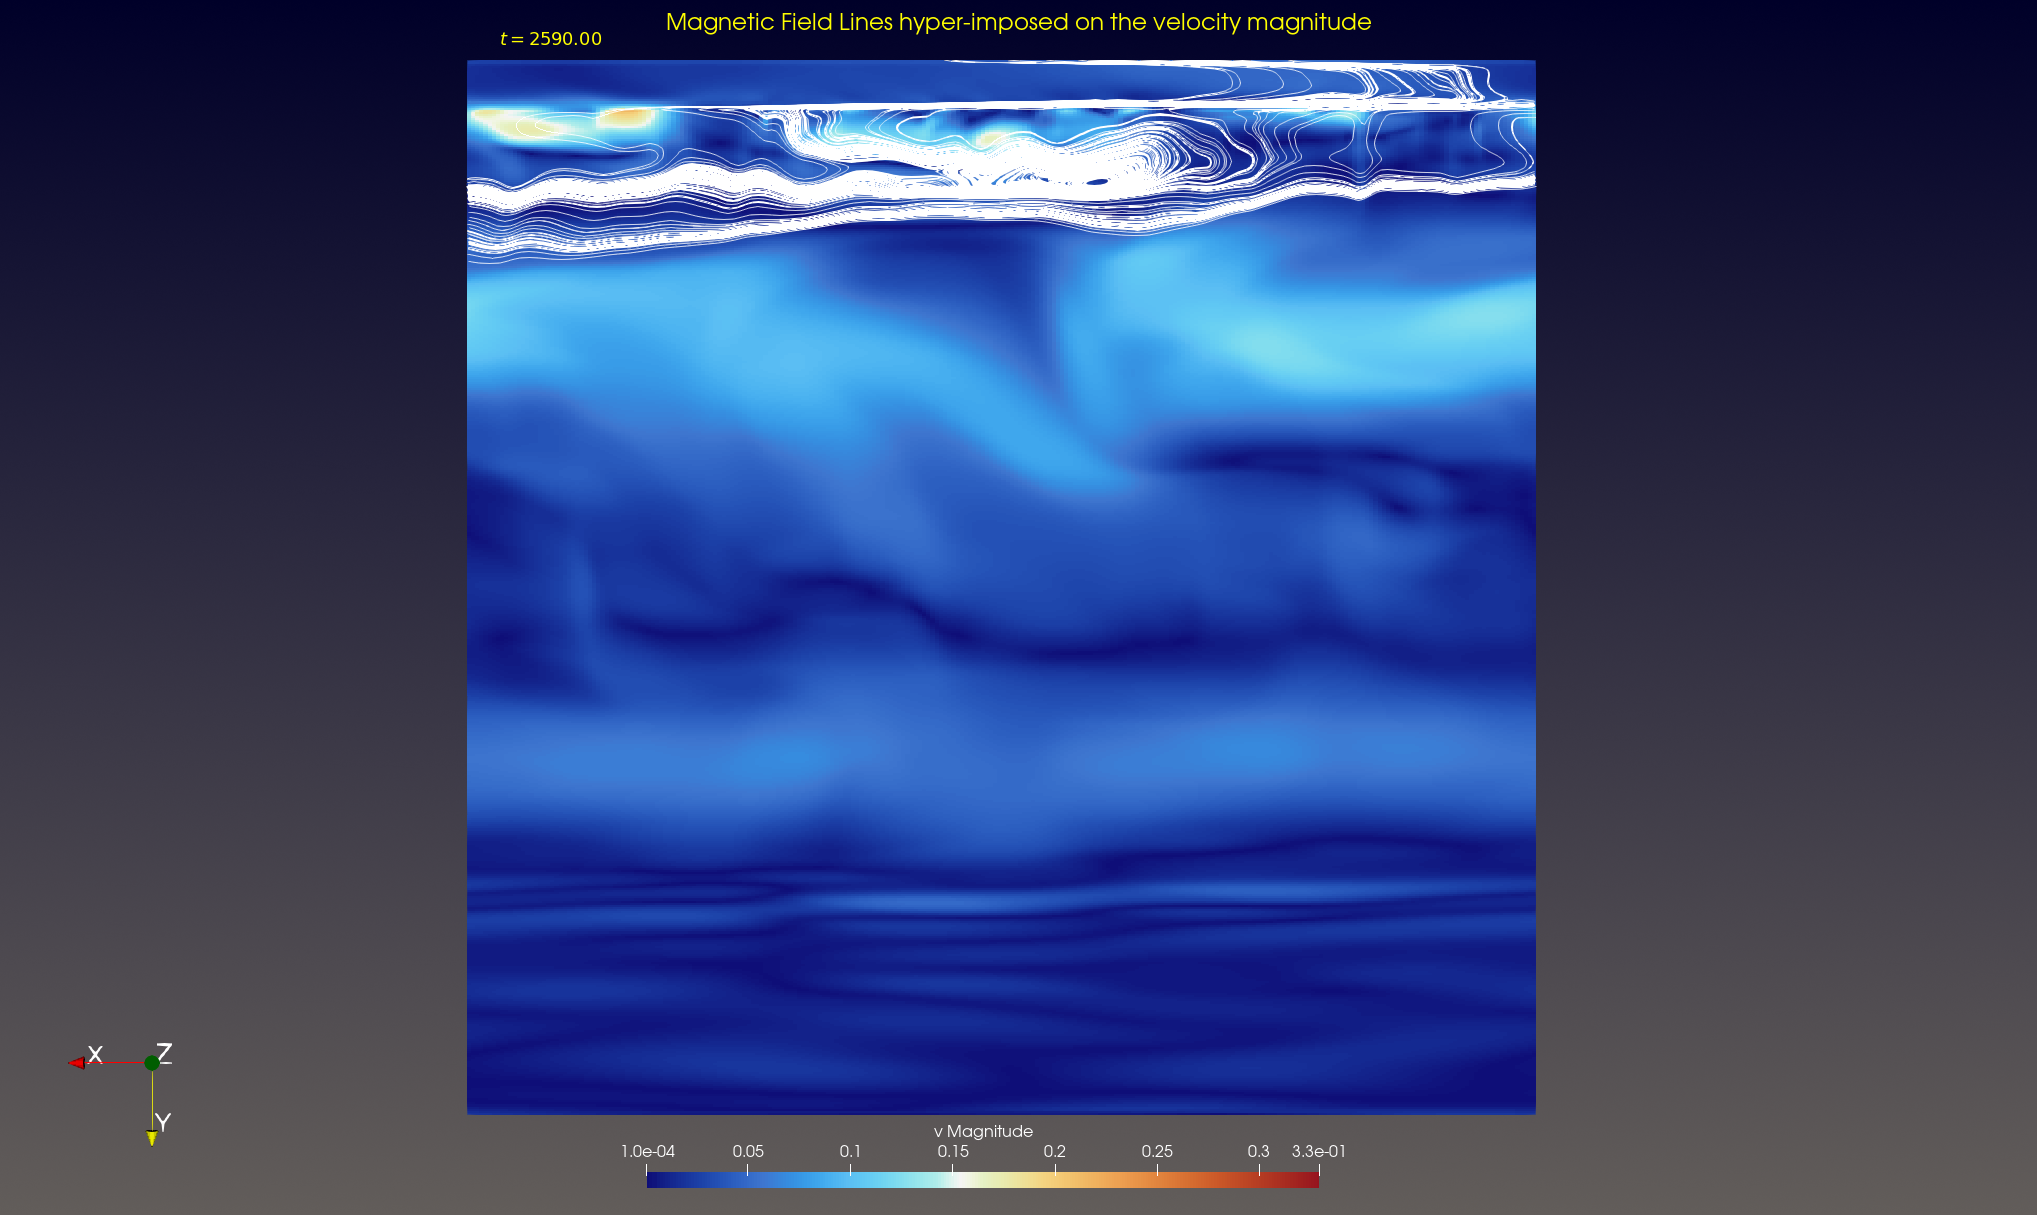 Magnetic Field Lines hyper-imposed on the velocity magnitude
t = 2590.00
X
Z
Y
v Magnitude
1.0e-04 0.05 0.1 0.15 0.2 0.25 0.3 3.3e-01